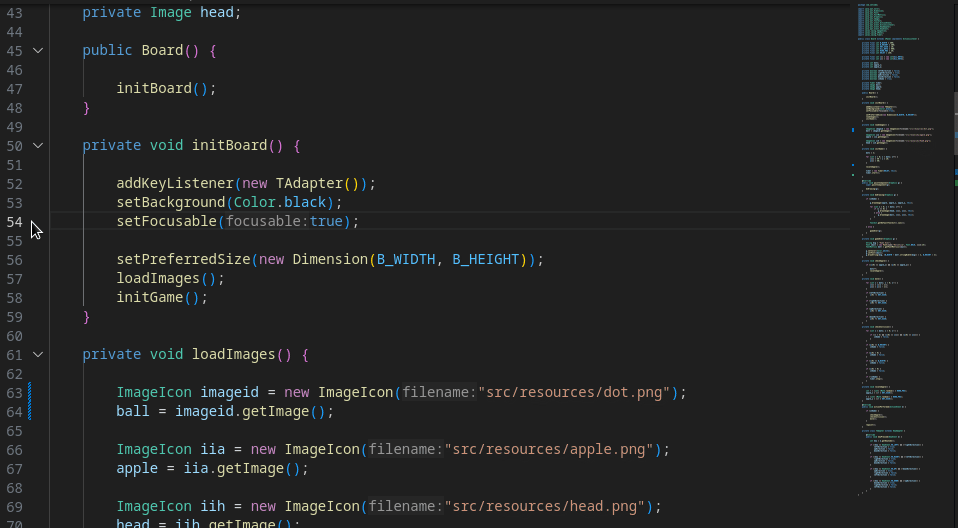 43 private Image head;
44
45 public Board() {
46
47 initBoard();
48 }
49
50 private void initBoard() {
51
52 addKeyListener(new TAdapter());
53 setBackground(Color.black);
54 setFocusable(focusable:true);
55
56 setPreferredSize(new Dimension(B_WIDTH, B_HEIGHT));
57 loadImages();
58 initGame();
59 }
60
61 private void loadImages() {
62
63 ImageIcon imageid = new ImageIcon(filename:"src/resources/dot.png");
64 ball = imageid.getImage();
65
66 ImageIcon iia = new ImageIcon(filename:"src/resources/apple.png");
67 apple = iia.getImage();
68
69 ImageIcon iih = new ImageIcon(filename:"src/resources/head.png");
70 head = iih.getImage();